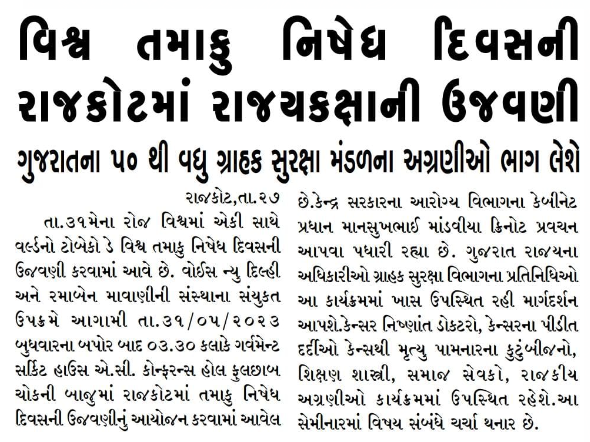 વિશ્વ તમાકુ નિષેધ દિવસની
રાજકોટમાં રાજયકક્ષાની ઉજવણી
ગુજરાતના ૫૦ થી વધુ ગ્રાહક સુરક્ષા મંડળના અગ્રણીઓ ભાગ લેશે
રાજકોટ,તા.૨૭
તા.૩૧મેના રોજ વિશ્વમાં એકી સાથે
વર્લ્ડનો ટોબેકો ડે વિશ્વ તમાકુ નિષેધ દિવસની
ઉજવણી કરવામાં આવે છે. વોઈસ ન્યુ દિલ્હી
અને રમાબેન માવાણીની સંસ્થાના સંયુકત
ઉપક્રમે આગામી તા.૩૧/૦૫/૨૦૨૩
બુધવારના બપોર બાદ ૦૩.૩૦ કલાકે ગર્વમેન્ટ
સર્કિટ હાઉસ એ.સી. કોન્ફરન્સ હોલ ફુલછાબ
ચોકની બાજુમાં રાજકોટમાં તમાકુ નિષેધ
દિવસની ઉજવણીનું આયોજન કરવામાં આવેલ
છે.કેન્દ્ર સરકારના આરોગ્ય વિભાગના કેબીનેટ
પ્રધાન માનસુખભાઈ માંડવીયા ક્રિનોટ પ્રવચન
આપવા પધારી રહ્યા છે. ગુજરાત રાજયના
અધિકારીઓ ગ્રાહક સુરક્ષા વિભાગના પ્રતિનિધિઓ
આ કાર્યક્રમમાં ખાસ ઉપસ્થિત રહી માર્ગદર્શન
આપશે.કેન્સર નિષ્ણાંત ડોકટરો, કેન્સરના પીડીત
દર્દીઓ કેન્સથી મૃત્યુ પામનારના કુટુંબીજનો,
શિક્ષણ શાસ્ત્રી, સમાજ સેવકો, રાજકીય
અગ્રણીઓ કાર્યક્રમમાં ઉપસ્થિત રહેશે.આ
સેમીનારમાં વિષય સંબંધે ચર્ચા થનાર છે.